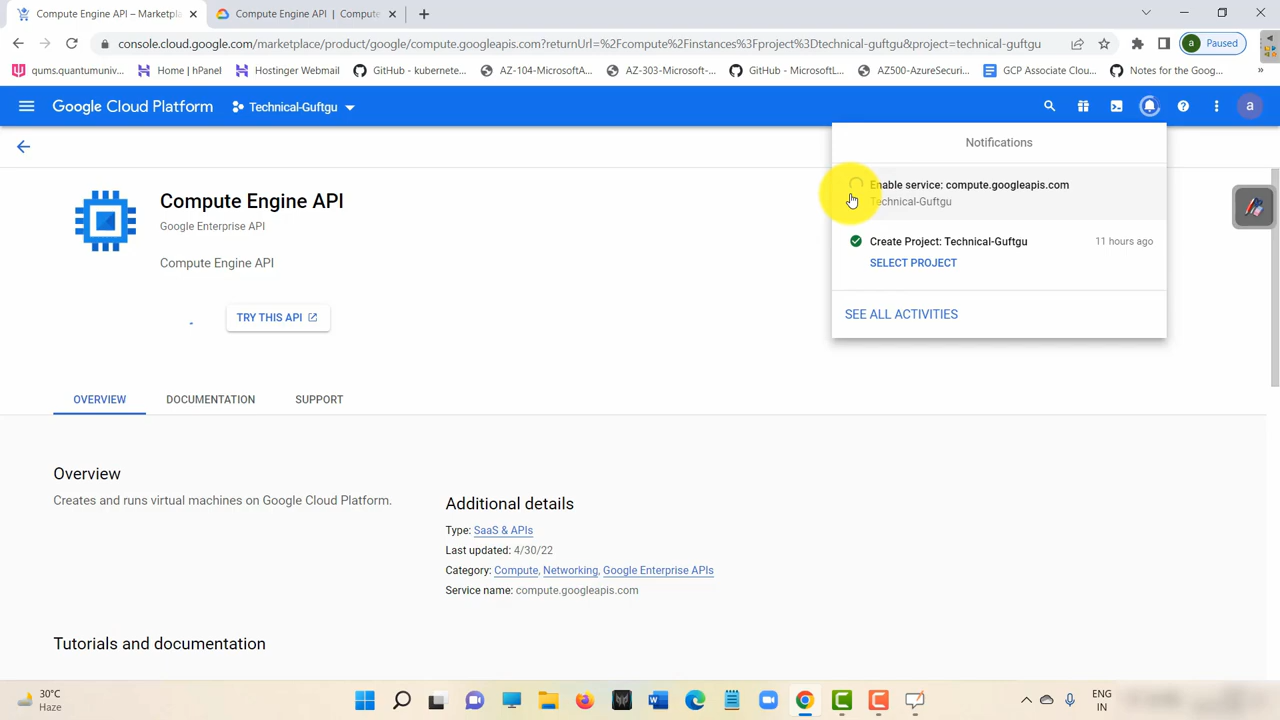 Compute Engine API – Marketpla
Compute Engine API | Compute
console.cloud.google.com/marketplace/product/google/compute.googleapis.com?returnUrl=%2Fcompute%2Finstances%3Fproject%3Dtechnical-guftgu&project=technical-guftgu
a Paused
qums.quantumuniv...
Home | hPanel
Hostinger Webmail
GitHub - kubernete...
AZ-104-MicrosoftA...
AZ-303-Microsoft-...
GitHub - MicrosoftL...
AZ500-AzureSecuri...
GCP Associate Clou...
Notes for the Goog...
»
Google Cloud Platform
Technical-Guftgu
a
Notifications
Enable service: compute.googleapis.com
Technical-Guftgu
Create Project: Technical-Guftgu
11 hours ago
SELECT PROJECT
SEE ALL ACTIVITIES
Compute Engine API
Google Enterprise API
Compute Engine API
TRY THIS API
OVERVIEW
DOCUMENTATION
SUPPORT
Overview
Creates and runs virtual machines on Google Cloud Platform.
Additional details
Type: SaaS & APIs
Last updated: 4/30/22
Category: Compute, Networking, Google Enterprise APIs
Service name: compute.googleapis.com
Tutorials and documentation
30°C
Haze
ENG
IN